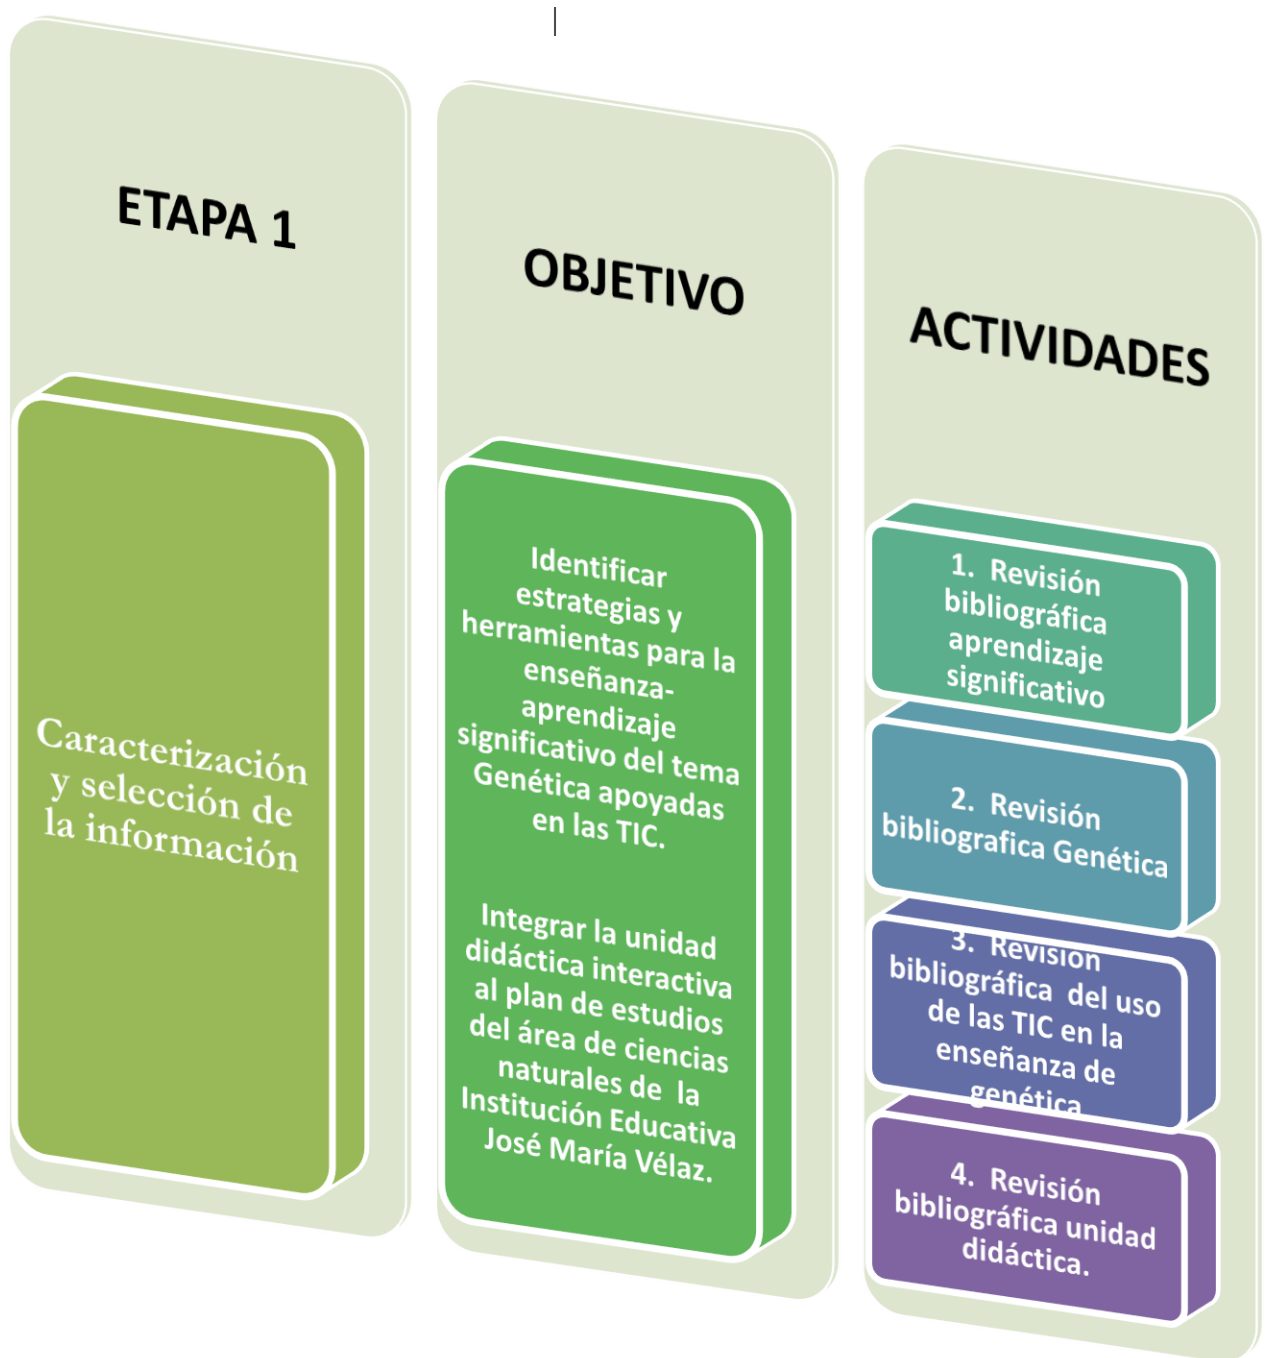 ETAPA 1
Caracterización
y selección de
la información
OBJETIVO
Identificar
estrategias y
herramientas para la
enseñanza-
aprendizaje
significativo del tema
Genética apoyadas
en las TIC.
Integrar la unidad
didáctica interactiva
al plan de estudios
del área de ciencias
naturales de  la
Institución Educativa
José María Vélaz.
ACTIVIDADES
1.  Revisión
bibliográfica
aprendizaje
significativo
2.  Revisión
bibliografica Genética
3.  Revisión
bibliográfica  del uso
de las TIC en la
enseñanza de
genética
4.  Revisión
bibliográfica unidad
didáctica.